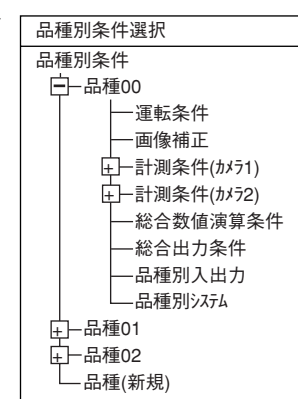 品種別条件選択
品種別条件
品種00
運転条件
画像補正
計測条件(ｶﾒﾗ1)
計測条件(ｶﾒﾗ2)
総合数値演算条件
総合出力条件
品種別入出力
品種別ｼｽﾃﾑ
品種01
品種02
品種(新規)